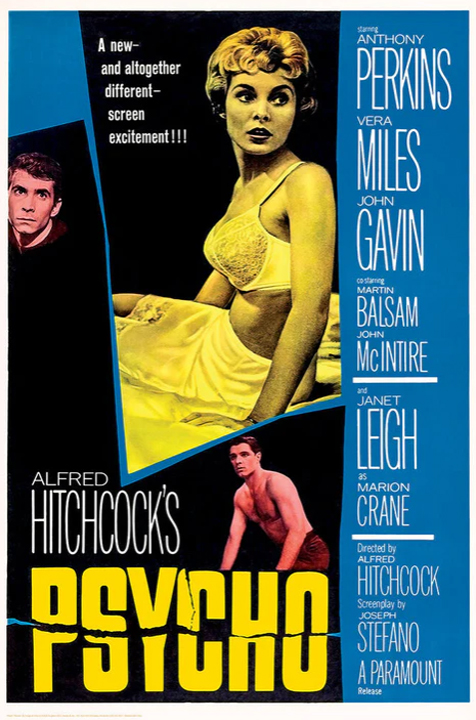 A new–
and altogether
different–
screen
excitement!!!
starring
ANTHONY
PERKINS
VERA
MILES
JOHN
GAVIN
co-starring
MARTIN
BALSAM
JOHN
McINTIRE
and
JANET
LEIGH
as
MARION
CRANE
Directed by
ALFRED
HITCHCOCK
Screenplay by
JOSEPH
STEFANO
A PARAMOUNT
Release
ALFRED
HITCHCOCK'S
PSYCHO